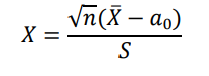 X = √n(X̄ − a₀) / S